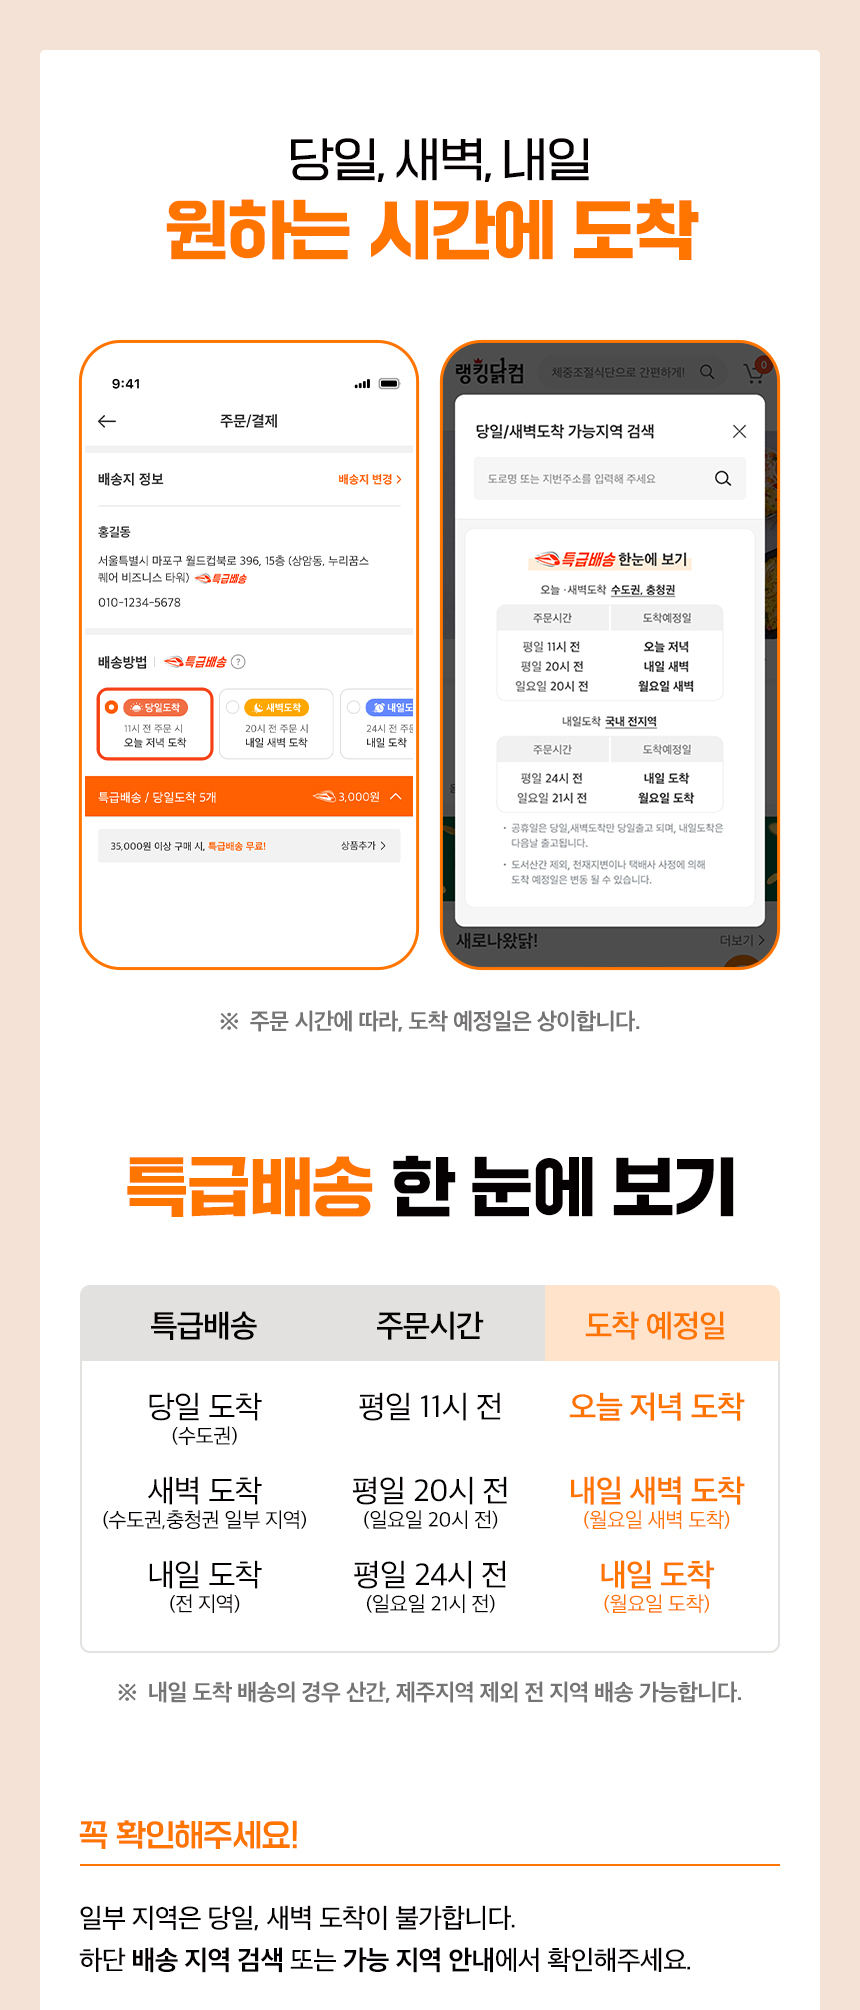 당일, 새벽, 내일
원하는 시간에 도착
9:41
주문/결제
배송지 정보
배송지 변경 >
홍길동
서울특별시 마포구 월드컵북로 396, 15층 (상암동, 누리꿈스
퀘어 비즈니스 타워) 특급배송
010-1234-5678
배송방법 특급배송 ?
당일도착
11시 전 주문 시
오늘 저녁 도착
새벽도착
20시 전 주문 시
내일 새벽 도착
내일도
24시 전 주문
내일 도착
특급배송 / 당일도착 5개
3,000원
35,000원 이상 구매 시, 특급배송 무료!
상품추가 >
랭킹닭컴
체중조절식단으로 간편하게!
0
당일/새벽도착 가능지역 검색
도로명 또는 지번주소를 입력해 주세요
특급배송 한눈에 보기
오늘·새벽도착 수도권, 충청권
주문시간 도착예정일
평일 11시 전 오늘 저녁
평일 20시 전 내일 새벽
일요일 20시 전 월요일 새벽
내일도착 국내 전지역
주문시간 도착예정일
평일 24시 전 내일 도착
일요일 21시 전 월요일 도착
• 공휴일은 당일,새벽도착만 당일출고 되며, 내일도착은
다음날 출고됩니다.
• 도서산간 제외, 천재지변이나 택배사 사정에 의해
도착 예정일은 변동 될 수 있습니다.
새로나왔닭!
더보기 >
※ 주문 시간에 따라, 도착 예정일은 상이합니다.
특급배송 한 눈에 보기
특급배송 주문시간 도착 예정일
당일 도착 평일 11시 전 오늘 저녁 도착
(수도권)
새벽 도착 평일 20시 전 내일 새벽 도착
(수도권,충청권 일부 지역) (일요일 20시 전) (월요일 새벽 도착)
내일 도착 평일 24시 전 내일 도착
(전 지역) (일요일 21시 전) (월요일 도착)
※ 내일 도착 배송의 경우 산간, 제주지역 제외 전 지역 배송 가능합니다.
꼭 확인해주세요!
일부 지역은 당일, 새벽 도착이 불가합니다.
하단 배송 지역 검색 또는 가능 지역 안내에서 확인해주세요.